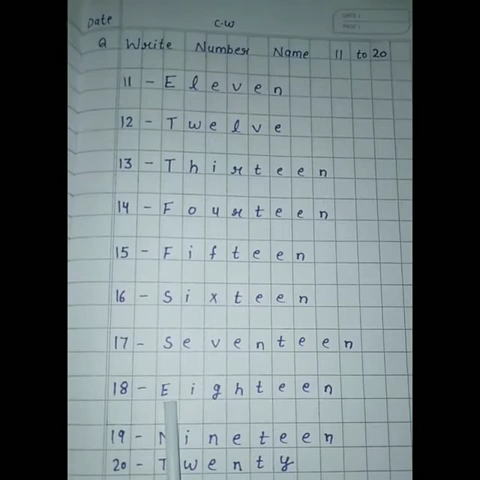 Date C.W
Q Write Number Name 11 to 20
11 - Eleven
12 - Twelve
13 - Thirteen
14 - Fourteen
15 - Fifteen
16 - Sixteen
17 - Seventeen
18 - Eighteen
19 - Nineteen
20 - Twenty